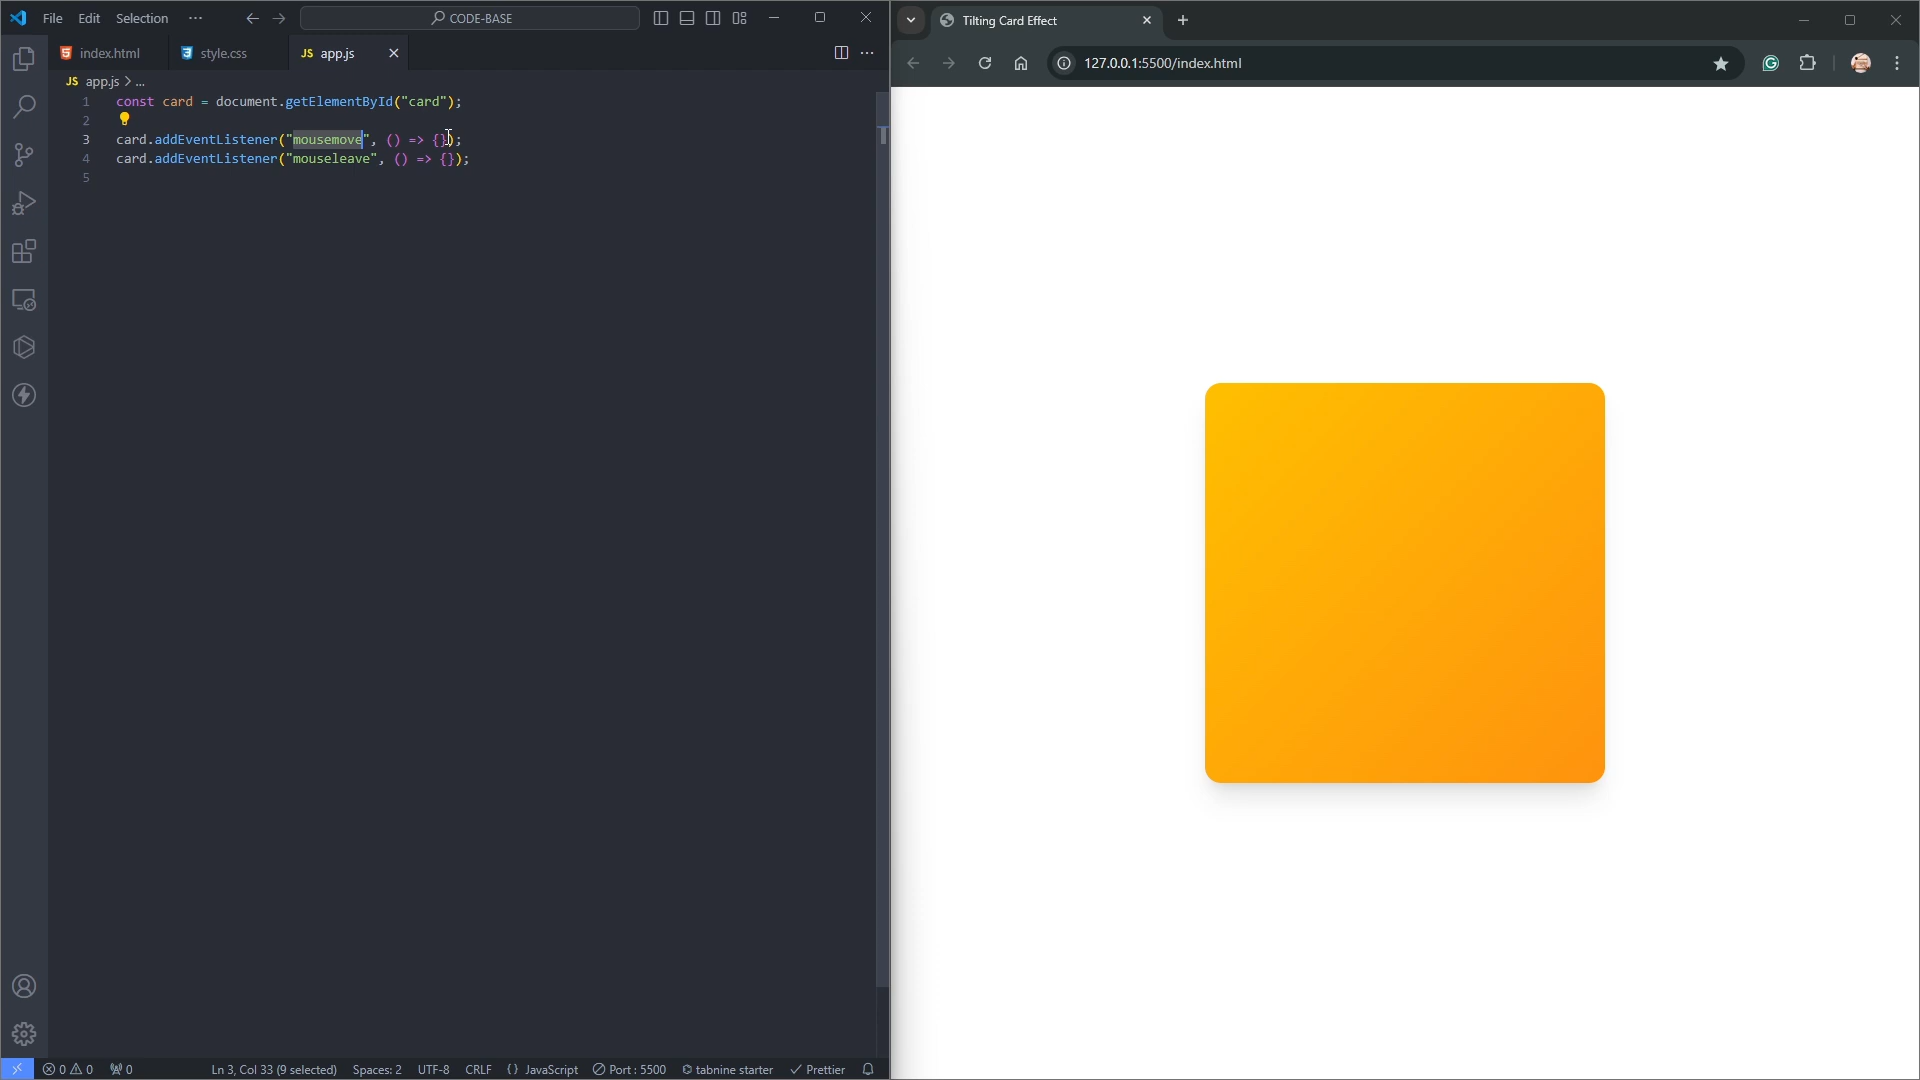 File Edit Selection ··· CODE-BASE
index.html style.css JS app.js
JS app.js > ...
1 const card = document.getElementById("card");
2
3 card.addEventListener("mousemove", () => {});
4 card.addEventListener("mouseleave", () => {});
5
0 0 0 Ln 3, Col 33 (9 selected) Spaces: 2 UTF-8 CRLF {} JavaScript Port : 5500 tabnine starter Prettier
Tilting Card Effect
127.0.0.1:5500/index.html